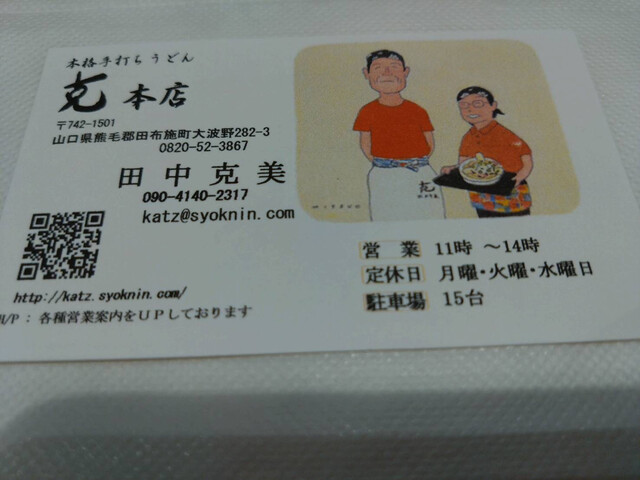 本格手打ちうどん
克 本店
〒742-1501
山口県熊毛郡田布施町大波野282-3
0820-52-3867
田中克美
090-4140-2317
katz@syoknin.com
http://katz.syoknin.com/
H/P : 各種営業案内をUPしております
克
営業 11時 ～14時
定休日 月曜・火曜・水曜日
駐車場 15台